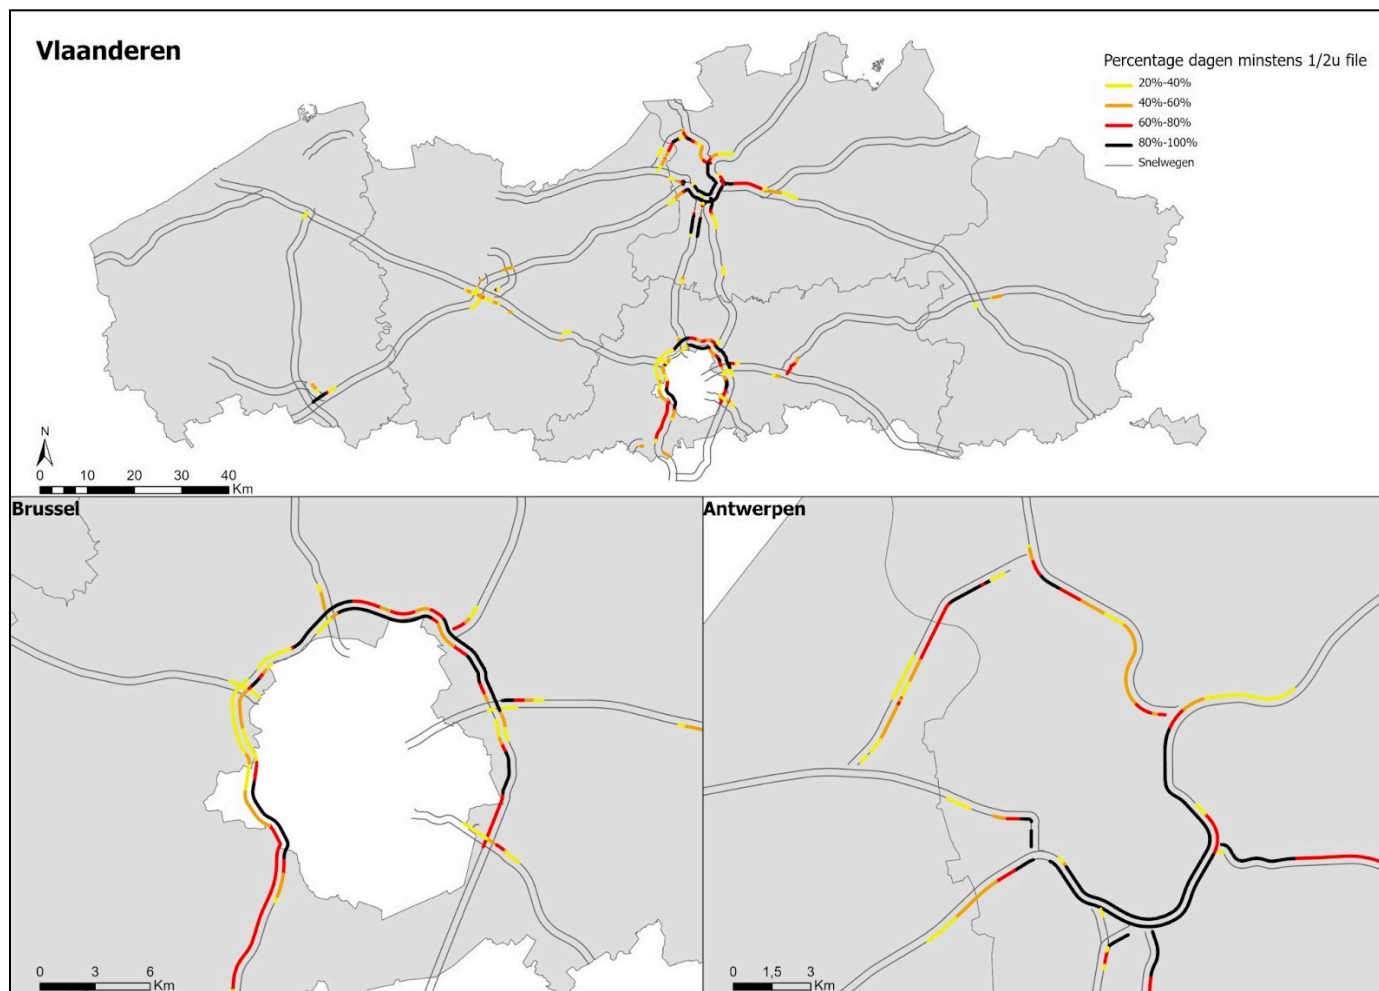 Vlaanderen
Percentage dagen minstens 1/2u file
20%-40%
40%-60%
60%-80%
80%-100%
Snelwegen
N
0 10 20 30 40
Km
Brussel
0 3 6
Km
Antwerpen
0 1,5 3
Km